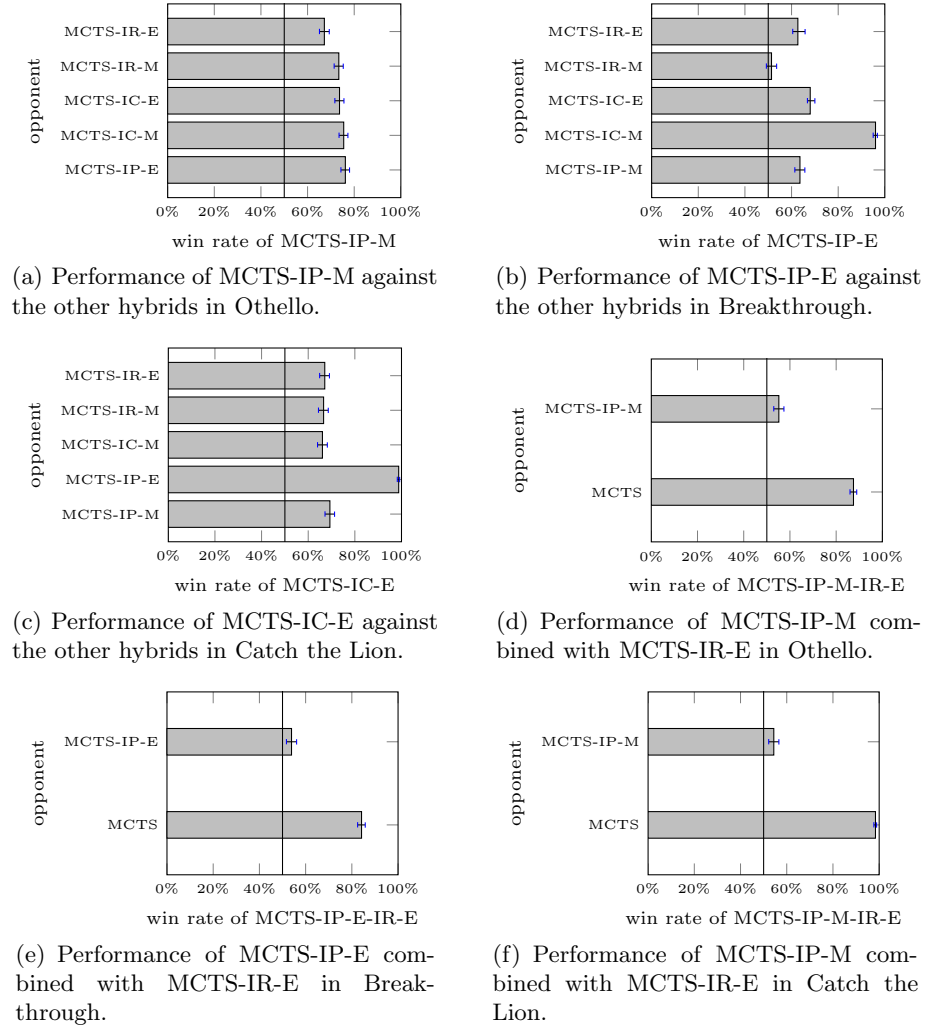 opponent
MCTS-IR-E
MCTS-IR-M
MCTS-IC-E
MCTS-IC-M
MCTS-IP-E
0% 20% 40% 60% 80% 100%
win rate of MCTS-IP-M
(a) Performance of MCTS-IP-M against
the other hybrids in Othello.
opponent
MCTS-IR-E
MCTS-IR-M
MCTS-IC-E
MCTS-IC-M
MCTS-IP-M
0% 20% 40% 60% 80% 100%
win rate of MCTS-IP-E
(b) Performance of MCTS-IP-E against
the other hybrids in Breakthrough.
opponent
MCTS-IR-E
MCTS-IR-M
MCTS-IC-M
MCTS-IP-E
MCTS-IP-M
0% 20% 40% 60% 80% 100%
win rate of MCTS-IC-E
(c) Performance of MCTS-IC-E against
the other hybrids in Catch the Lion.
opponent
MCTS-IP-M
MCTS
0% 20% 40% 60% 80% 100%
win rate of MCTS-IP-M-IR-E
(d) Performance of MCTS-IP-M com-
bined with MCTS-IR-E in Othello.
opponent
MCTS-IP-E
MCTS
0% 20% 40% 60% 80% 100%
win rate of MCTS-IP-E-IR-E
(e) Performance of MCTS-IP-E com-
bined with MCTS-IR-E in Break-
through.
opponent
MCTS-IP-M
MCTS
0% 20% 40% 60% 80% 100%
win rate of MCTS-IP-M-IR-E
(f) Performance of MCTS-IP-M com-
bined with MCTS-IR-E in Catch the
Lion.